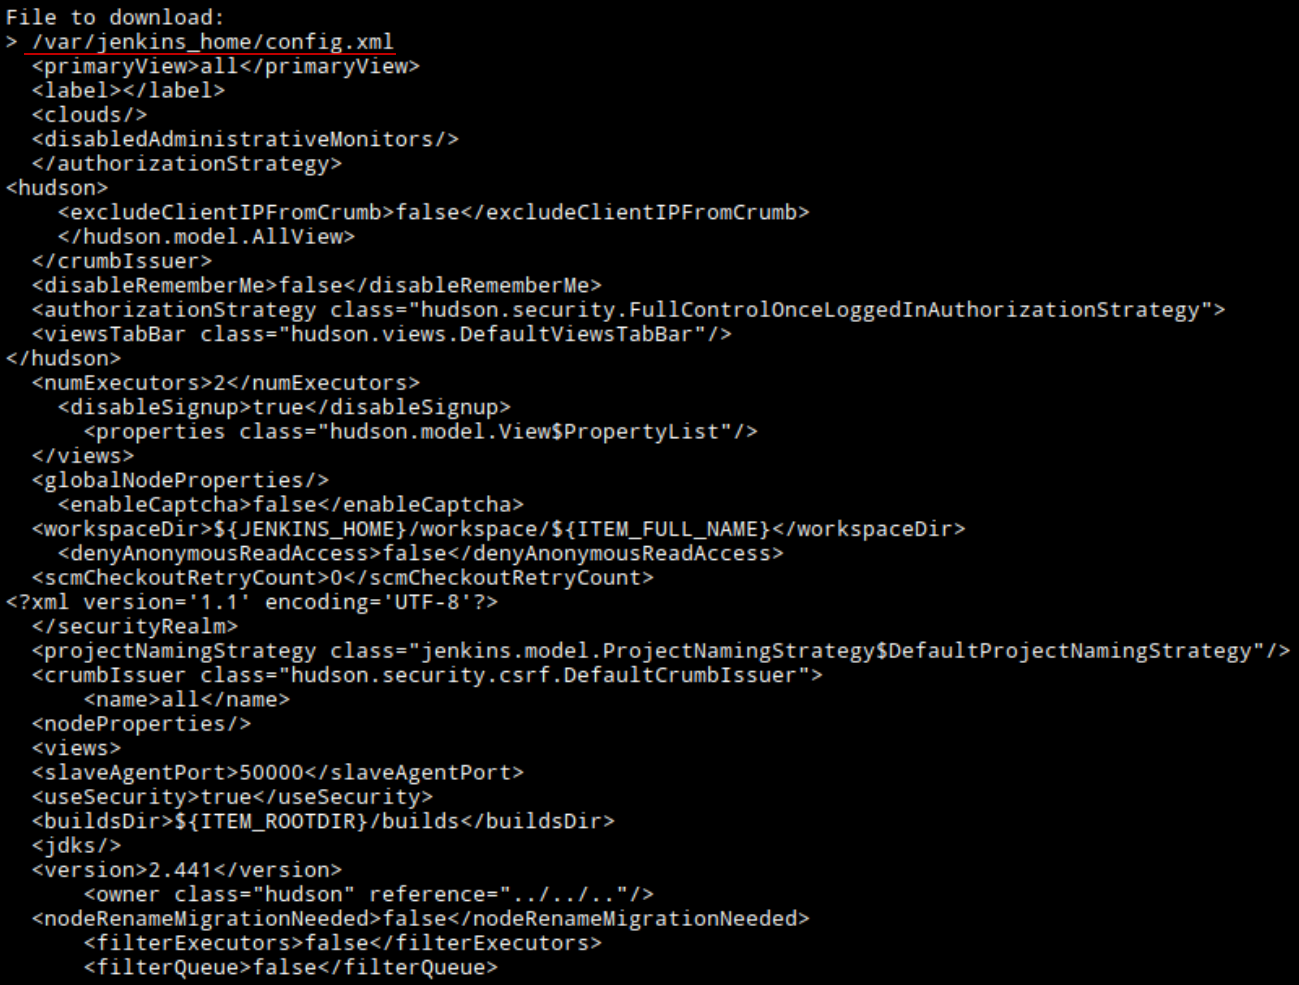 File to download:
> /var/jenkins_home/config.xml
  <primaryView>all</primaryView>
  <label></label>
  <clouds/>
  <disabledAdministrativeMonitors/>
  </authorizationStrategy>
<hudson>
    <excludeClientIPFromCrumb>false</excludeClientIPFromCrumb>
    </hudson.model.AllView>
  </crumbIssuer>
  <disableRememberMe>false</disableRememberMe>
  <authorizationStrategy class="hudson.security.FullControlOnceLoggedInAuthorizationStrategy">
  <viewsTabBar class="hudson.views.DefaultViewsTabBar"/>
</hudson>
  <numExecutors>2</numExecutors>
    <disableSignup>true</disableSignup>
      <properties class="hudson.model.View$PropertyList"/>
  </views>
  <globalNodeProperties/>
    <enableCaptcha>false</enableCaptcha>
  <workspaceDir>${JENKINS_HOME}/workspace/${ITEM_FULL_NAME}</workspaceDir>
    <denyAnonymousReadAccess>false</denyAnonymousReadAccess>
  <scmCheckoutRetryCount>0</scmCheckoutRetryCount>
<?xml version='1.1' encoding='UTF-8'?>
  </securityRealm>
  <projectNamingStrategy class="jenkins.model.ProjectNamingStrategy$DefaultProjectNamingStrategy"/>
  <crumbIssuer class="hudson.security.csrf.DefaultCrumbIssuer">
      <name>all</name>
  <nodeProperties/>
  <views>
  <slaveAgentPort>50000</slaveAgentPort>
  <useSecurity>true</useSecurity>
  <buildsDir>${ITEM_ROOTDIR}/builds</buildsDir>
  <jdks/>
  <version>2.441</version>
      <owner class="hudson" reference="../../.."/>
  <nodeRenameMigrationNeeded>false</nodeRenameMigrationNeeded>
      <filterExecutors>false</filterExecutors>
      <filterQueue>false</filterQueue>